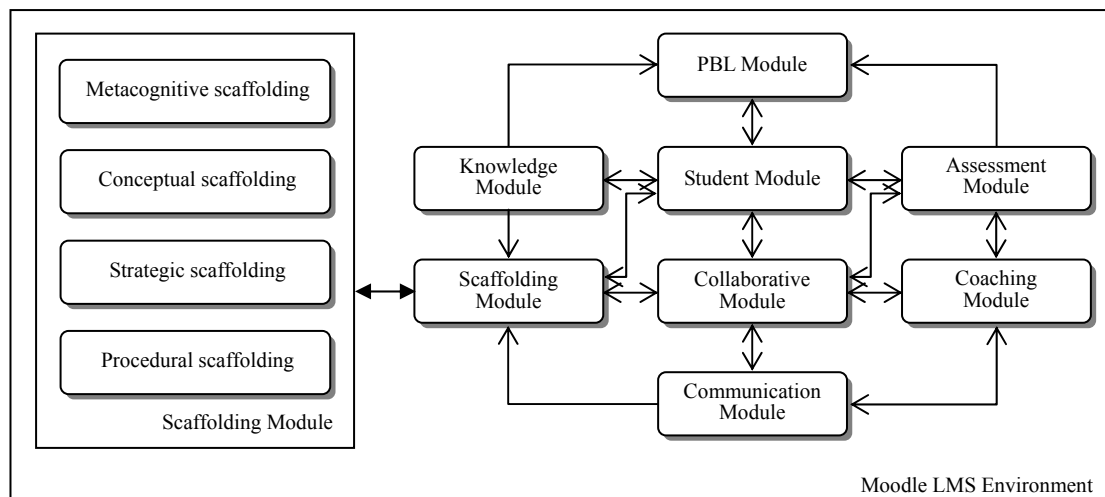 Metacognitive scaffolding
Conceptual scaffolding
Strategic scaffolding
Procedural scaffolding
Scaffolding Module
PBL Module
Knowledge
Module
Student Module
Assessment
Module
Scaffolding
Module
Collaborative
Module
Coaching
Module
Communication
Module
Moodle LMS Environment